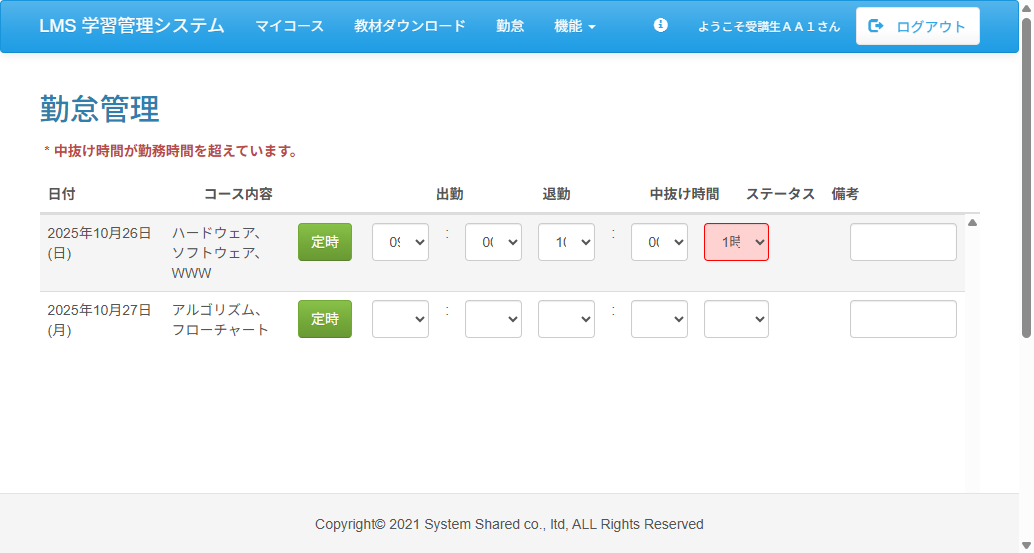 LMS 学習管理システム マイコース 教材ダウンロード 勤怠 機能 ようこそ受講生ＡＡ１さん ログアウト
勤怠管理
* 中抜け時間が勤務時間を超えています。
日付 コース内容 出勤 退勤 中抜け時間 ステータス 備考
2025年10月26日 ハードウェア、 定時 : 00 10 : 00
(日) ソフトウェア、
WWW
2025年10月27日 アルゴリズム、 定時 : :
(月) フローチャート
Copyright© 2021 System Shared co., ltd, ALL Rights Reserved